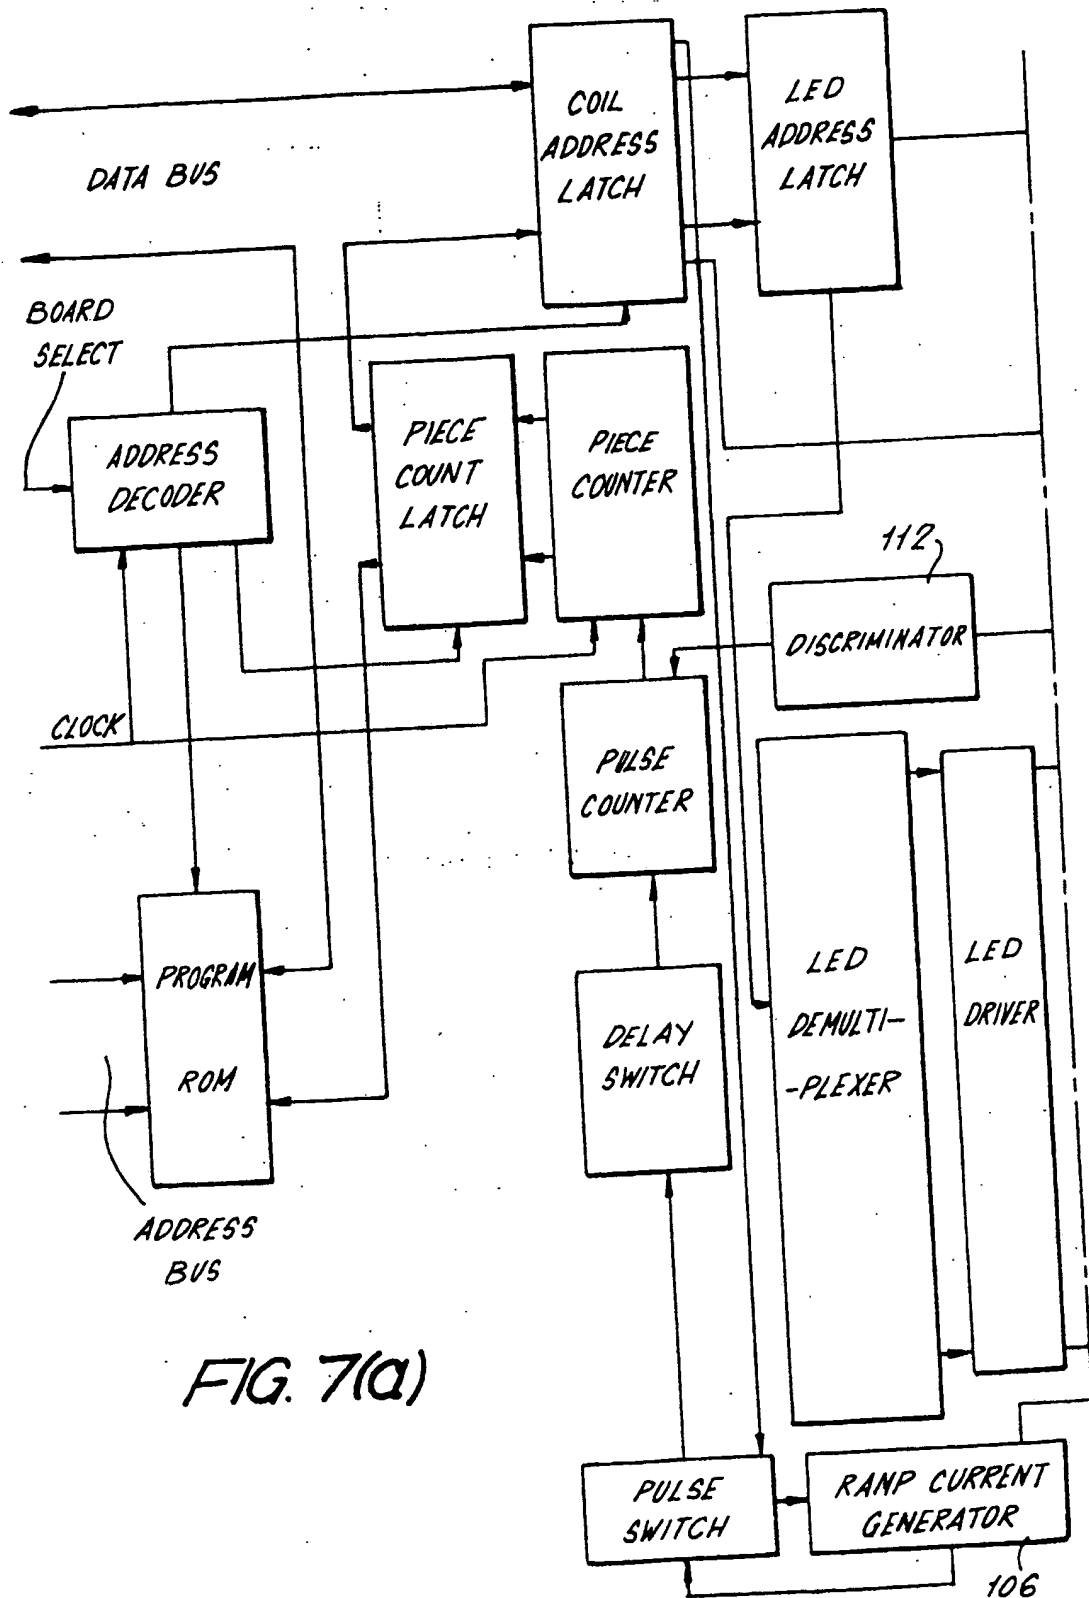 COIL
ADDRESS
LATCH
LED
ADDRESS
LATCH
DATA BUS
BOARD
SELECT
ADDRESS
DECODER
PIECE
COUNT
LATCH
PIECE
COUNTER
112
DISCRIMINATOR
CLOCK
PULSE
COUNTER
PROGRAM
ROM
DELAY
SWITCH
LED
DEMULTI-
-PLEXER
LED
DRIVER
ADDRESS
BUS
FIG. 7(a)
PULSE
SWITCH
RAMP CURRENT
GENERATOR
106